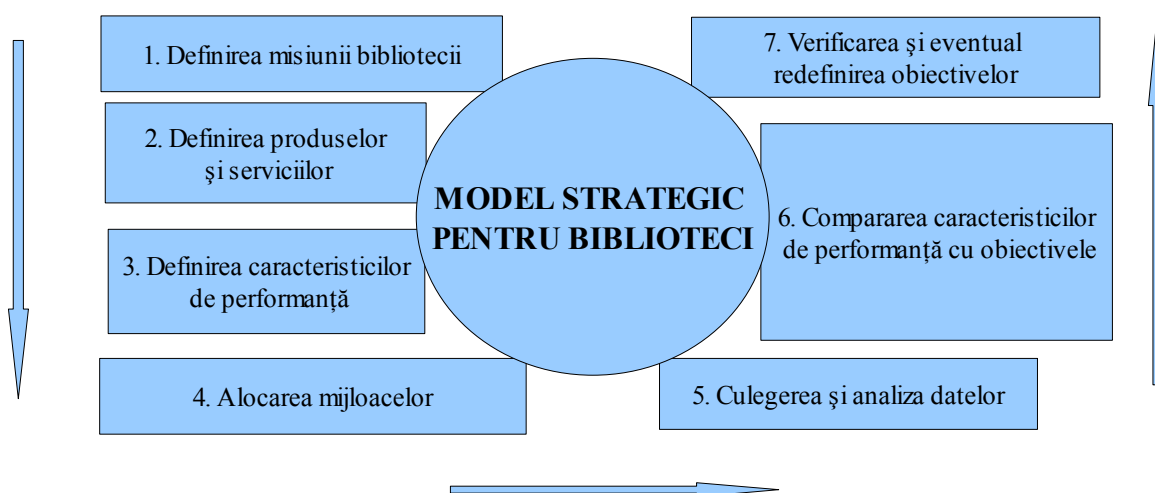 1. Definirea misiunii bibliotecii
2. Definirea produselor
şi serviciilor
3. Definirea caracteristicilor
de performanţă
4. Alocarea mijloacelor
MODEL STRATEGIC
PENTRU BIBLIOTECI
5. Culegerea şi analiza datelor
6. Compararea caracteristicilor
de performanţă cu obiectivele
7. Verificarea şi eventual
redefinirea obiectivelor